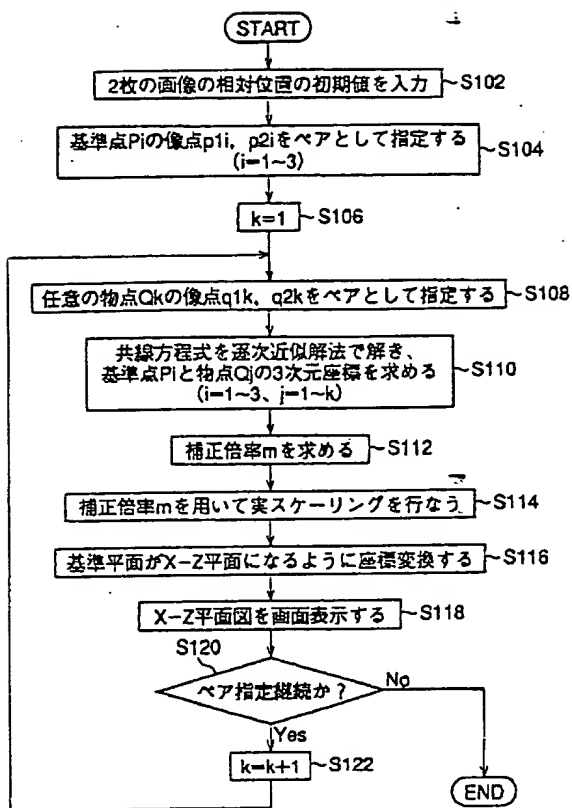 START
2枚の画像の相対位置の初期値を入力
S102
基準点Piの像点p1i，p2iをペアとして指定する
(i=1~3)
S104
k=1
S106
任意の物点Qkの像点q1k，q2kをペアとして指定する
S108
共線方程式を逐次近似解法で解き、
基準点Piと物点Qjの3次元座標を求める
(i=1~3、j=1~k)
S110
補正倍率mを求める
S112
補正倍率mを用いて実スケーリングを行なう
S114
基準平面がX-Z平面になるように座標変換する
S116
X-Z平面図を画面表示する
S118
S120
ペア指定継続か？
No
Yes
k=k+1
S122
END